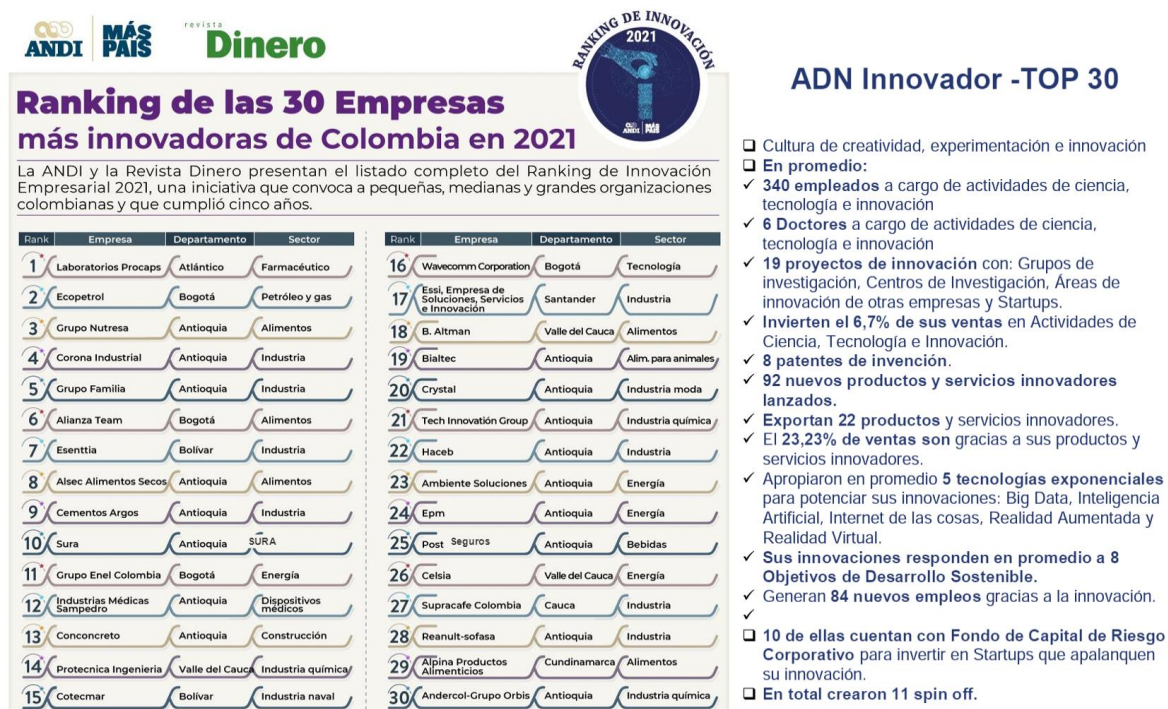 ANDI
MÁS
PAÍS
revista
Dinero
RANKING DE INNOVACIÓN
2021
ANDI MÁS PAÍS
Ranking de las 30 Empresas
más innovadoras de Colombia en 2021
La ANDI y la Revista Dinero presentan el listado completo del Ranking de Innovación
Empresarial 2021, una iniciativa que convoca a pequeñas, medianas y grandes organizaciones
colombianas y que cumplió cinco años.
Rank Empresa Departamento Sector
1 Laboratorios Procaps Atlántico Farmacéutico
2 Ecopetrol Bogotá Petróleo y gas
3 Grupo Nutresa Antioquia Alimentos
4 Corona Industrial Antioquia Industria
5 Grupo Familia Antioquia Industria
6 Alianza Team Bogotá Alimentos
7 Esenttia Bolívar Industria
8 Alsec Alimentos Secos Antioquia Alimentos
9 Cementos Argos Antioquia Industria
10 Sura Antioquia SURA
11 Grupo Enel Colombia Bogotá Energía
12 Industrias Médicas Sampedro Antioquia Dispositivos médicos
13 Conconcreto Antioquia Construcción
14 Protecnica Ingenieria Valle del Cauca Industria química
15 Cotecmar Bolívar Industria naval
Rank Empresa Departamento Sector
16 Wavecomm Corporation Bogotá Tecnología
17 Essi, Empresa de Soluciones, Servicios e Innovación Santander Industria
18 B. Altman Valle del Cauca Alimentos
19 Bialtec Antioquia Alim. para animales
20 Crystal Antioquia Industria moda
21 Tech Innovatión Group Antioquia Industria química
22 Haceb Antioquia Industria
23 Ambiente Soluciones Antioquia Energía
24 Epm Antioquia Energía
25 Post Seguros Antioquia Bebidas
26 Celsia Valle del Cauca Energía
27 Supracafe Colombia Cauca Industria
28 Reanult-sofasa Antioquia Industria
29 Alpina Productos Alimenticios Cundinamarca Alimentos
30 Andercol-Grupo Orbis Antioquia Industria química
ADN Innovador -TOP 30
❑ Cultura de creatividad, experimentación e innovación
❑ En promedio:
✓ 340 empleados a cargo de actividades de ciencia,
tecnología e innovación
✓ 6 Doctores a cargo de actividades de ciencia,
tecnología e innovación
✓ 19 proyectos de innovación con: Grupos de
investigación, Centros de Investigación, Áreas de
innovación de otras empresas y Startups.
✓ Invierten el 6,7% de sus ventas en Actividades de
Ciencia, Tecnología e Innovación.
✓ 8 patentes de invención.
✓ 92 nuevos productos y servicios innovadores
lanzados.
✓ Exportan 22 productos y servicios innovadores.
✓ El 23,23% de ventas son gracias a sus productos y
servicios innovadores.
✓ Apropiaron en promedio 5 tecnologías exponenciales
para potenciar sus innovaciones: Big Data, Inteligencia
Artificial, Internet de las cosas, Realidad Aumentada y
Realidad Virtual.
✓ Sus innovaciones responden en promedio a 8
Objetivos de Desarrollo Sostenible.
✓ Generan 84 nuevos empleos gracias a la innovación.
✓
❑ 10 de ellas cuentan con Fondo de Capital de Riesgo
Corporativo para invertir en Startups que apalanquen
su innovación.
❑ En total crearon 11 spin off.